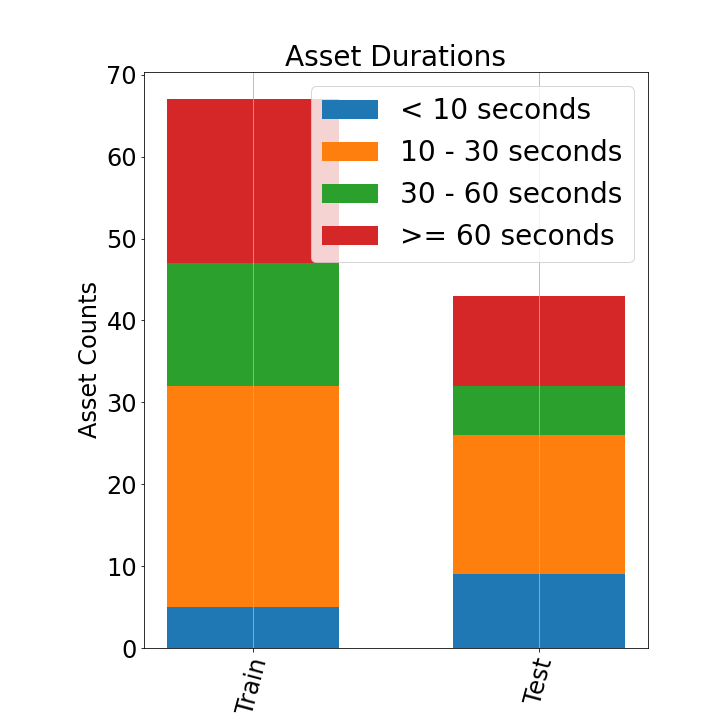 Asset Durations
70
60
50
40
30
20
10
0
Asset Counts
< 10 seconds
10 - 30 seconds
30 - 60 seconds
>= 60 seconds
Train
Test